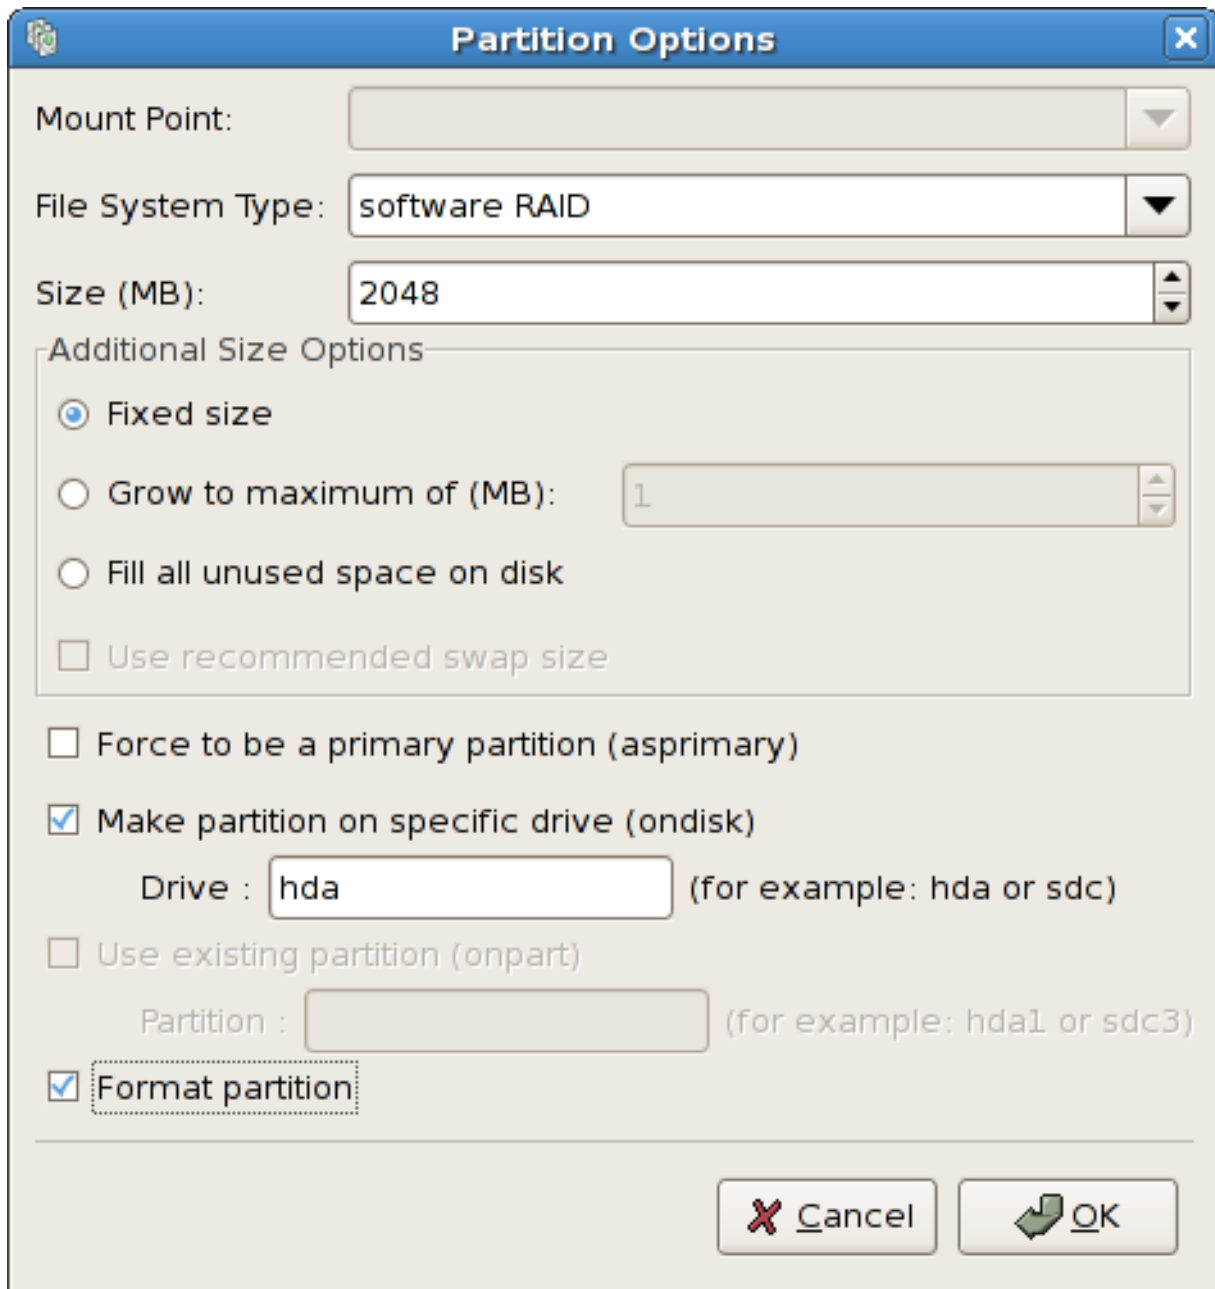 Partition Options
Mount Point:
File System Type: software RAID
Size (MB): 2048
Additional Size Options
Fixed size
Grow to maximum of (MB): 1
Fill all unused space on disk
Use recommended swap size
Force to be a primary partition (asprimary)
Make partition on specific drive (ondisk)
Drive : hda (for example: hda or sdc)
Use existing partition (onpart)
Partition : (for example: hda1 or sdc3)
Format partition
Cancel OK